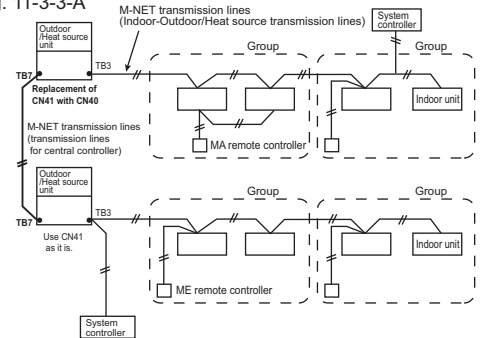 g. 11-3-3-A
M-NET transmission lines
(Indoor-Outdoor/Heat source transmission lines)
System
controller
Outdoor
/Heat source
unit
TB3
TB7
Group
Group
Replacement of
CN41 with CN40
Indoor unit
M-NET transmission lines
(transmission lines
for central controller)
MA remote controller
Outdoor
/Heat source
unit
TB3
TB7
Group
Group
Use CN41
as it is.
Indoor unit
ME remote controller
System
controller